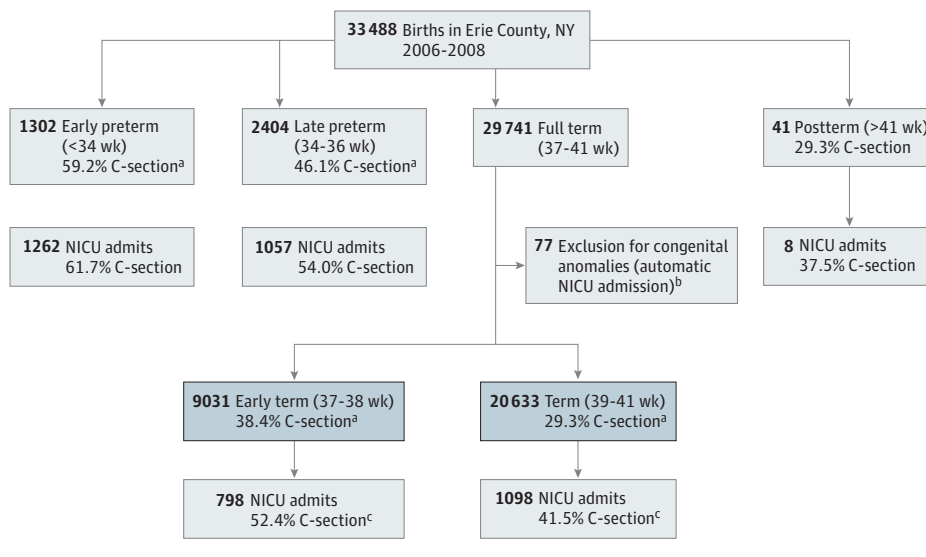 33 488 Births in Erie County, NY
2006-2008
1302 Early preterm
(<34 wk)
59.2% C-sectionᵃ
2404 Late preterm
(34-36 wk)
46.1% C-sectionᵃ
29 741 Full term
(37-41 wk)
41 Postterm (>41 wk)
29.3% C-section
1262 NICU admits
61.7% C-section
1057 NICU admits
54.0% C-section
77 Exclusion for congenital
anomalies (automatic
NICU admission)ᵇ
8 NICU admits
37.5% C-section
9031 Early term (37-38 wk)
38.4% C-sectionᵃ
20 633 Term (39-41 wk)
29.3% C-sectionᵃ
798 NICU admits
52.4% C-sectionᶜ
1098 NICU admits
41.5% C-sectionᶜ